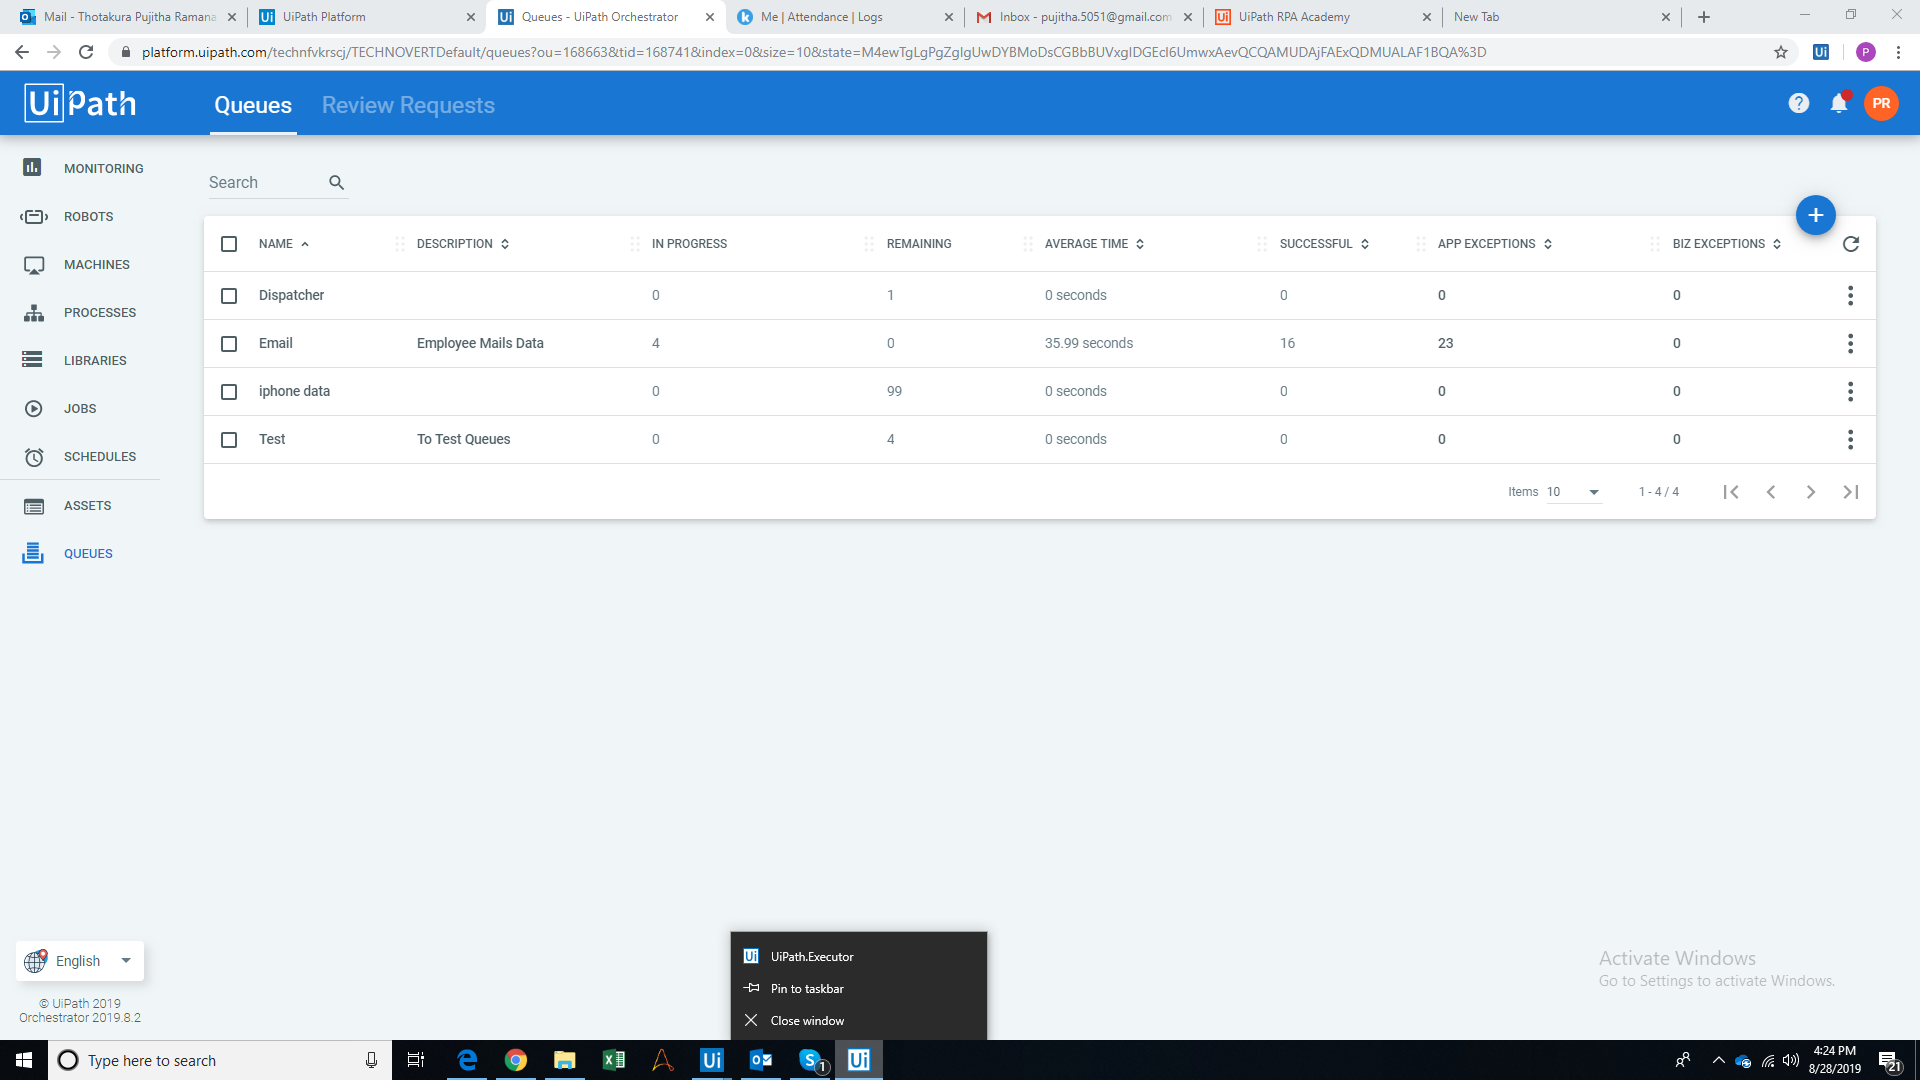 Mail - Thotakura Pujitha Ramana
UiPath Platform
Queues - UiPath Orchestrator
Me | Attendance | Logs
Inbox - pujitha.5051@gmail.com
UiPath RPA Academy
New Tab
platform.uipath.com/technfvkrscj/TECHNOVERTDefault/queues?ou=168663&tid=168741&index=0&size=10&state=M4ewTgLgPgZglgUwDYBMoDsCGBbBUVxgIDGEcI6UmwxAevQCQAMUDAjFAExQDMUALAF1BQA%3D
P
UiPath
Queues
Review Requests
PR
MONITORING
ROBOTS
MACHINES
PROCESSES
LIBRARIES
JOBS
SCHEDULES
ASSETS
QUEUES
Search
NAME DESCRIPTION IN PROGRESS REMAINING AVERAGE TIME SUCCESSFUL APP EXCEPTIONS BIZ EXCEPTIONS
Dispatcher 0 1 0 seconds 0 0 0
Email Employee Mails Data 4 0 35.99 seconds 16 23 0
iphone data 0 99 0 seconds 0 0 0
Test To Test Queues 0 4 0 seconds 0 0 0
Items 10 1 - 4 / 4
English
© UiPath 2019
Orchestrator 2019.8.2
UiPath.Executor
Pin to taskbar
Close window
Activate Windows
Go to Settings to activate Windows.
Type here to search
1
4:24 PM
8/28/2019
21